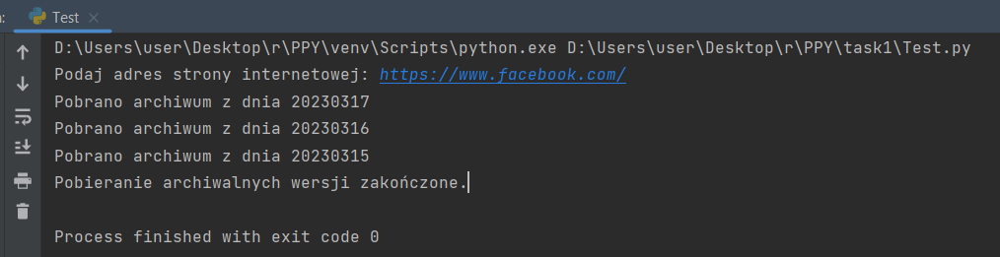 n:
Test
D:\Users\user\Desktop\r\PPY\venv\Scripts\python.exe D:\Users\user\Desktop\r\PPY\task1\Test.py
Podaj adres strony internetowej: https://www.facebook.com/
Pobrano archiwum z dnia 20230317
Pobrano archiwum z dnia 20230316
Pobrano archiwum z dnia 20230315
Pobieranie archiwalnych wersji zakończone.
Process finished with exit code 0